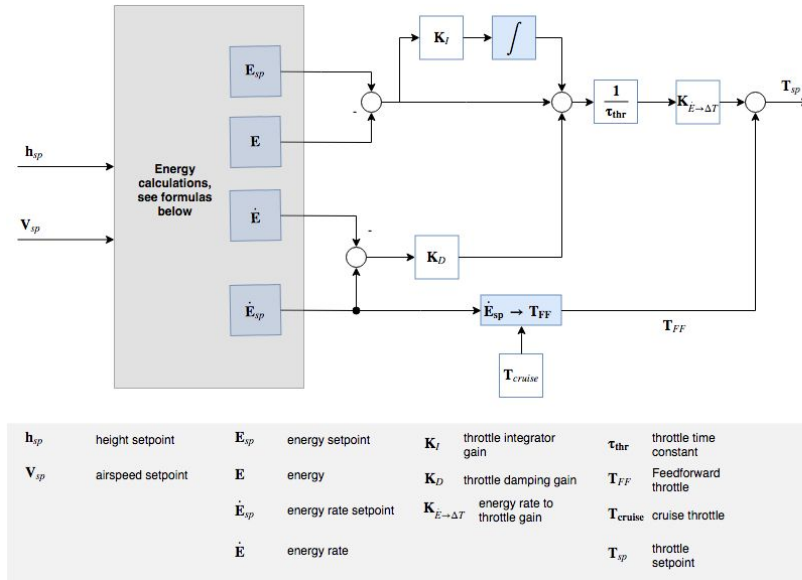 K_I
∫
T_sp
E_sp
1
τ_thr
K_Ė→ΔT
-
h_sp
Energy
calculations,
see formulas
below
E
V_sp
Ė
-
K_D
Ė_sp
Ė_sp → T_FF
T_FF
T_cruise
h_sp height setpoint
V_sp airspeed setpoint
E_sp energy setpoint
E energy
Ė_sp energy rate setpoint
Ė energy rate
K_I throttle integrator
gain
K_D throttle damping gain
K_Ė→ΔT energy rate to
throttle gain
τ_thr throttle time
constant
T_FF Feedforward
throttle
T_cruise cruise throttle
T_sp throttle
setpoint